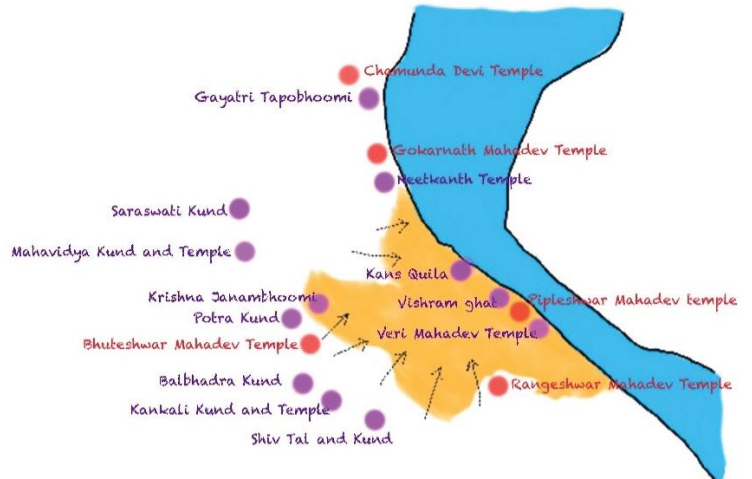 Chamunda Devi Temple
Gayatri Tapobhoomi
Gokarnath Mahadev Temple
Neetkanth Temple
Saraswati Kund
Mahavidya Kund and Temple
Kans Quila
Krishna Janambhoomi
Vishram ghat
Pipleshwar Mahadev temple
Potra Kund
Veri Mahadev Temple
Bhuteshwar Mahadev Temple
Balbhadra Kund
Rangeshwar Mahadev Temple
Kankali Kund and Temple
Shiv Tal and Kund